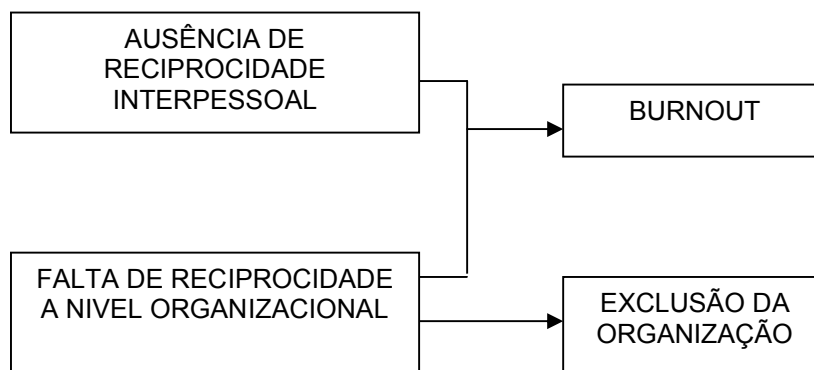 AUSÊNCIA DE
RECIPROCIDADE
INTERPESSOAL
BURNOUT
FALTA DE RECIPROCIDADE
A NIVEL ORGANIZACIONAL
EXCLUSÃO DA
ORGANIZAÇÃO